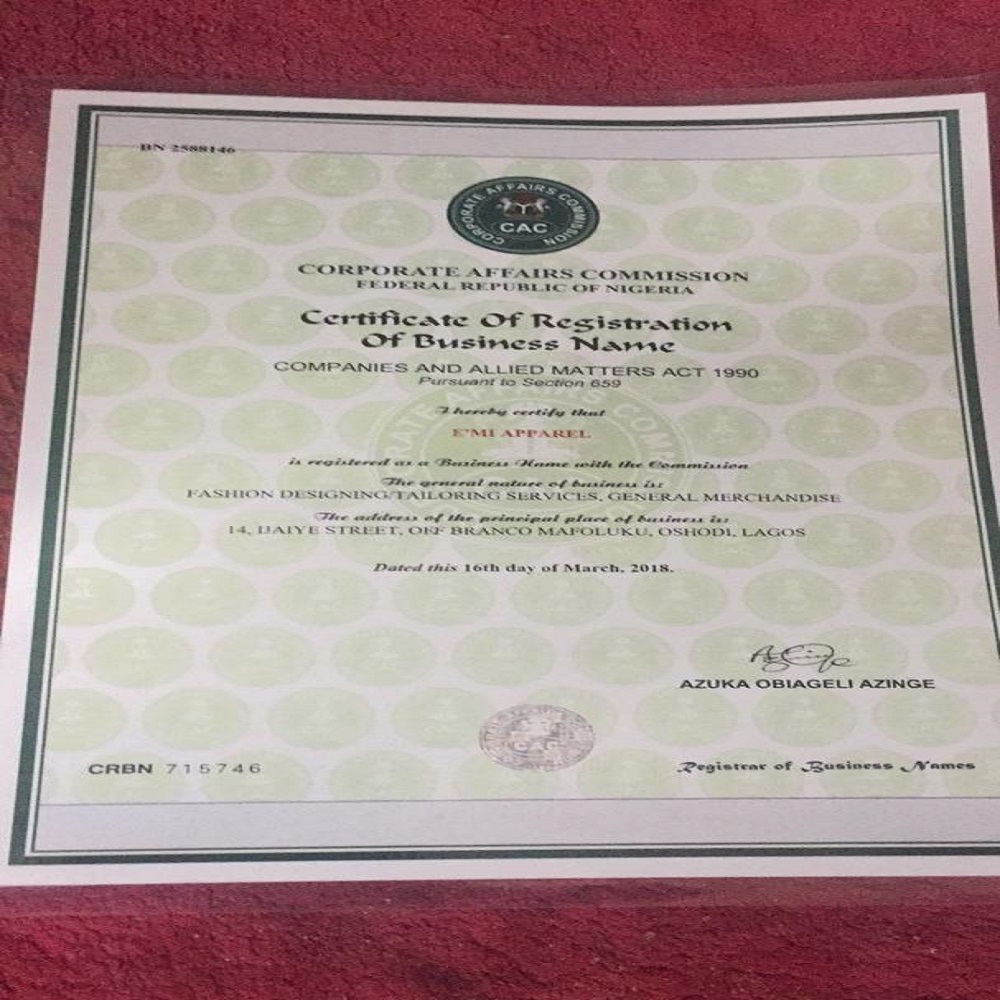 BN 2588146
CORPORATE AFFAIRS COMMISSION
CAC
CORPORATE AFFAIRS COMMISSION
FEDERAL REPUBLIC OF NIGERIA
Certificate Of Registration
Of Business Name
COMPANIES AND ALLIED MATTERS ACT 1990
Pursuant to Section 659
I hereby certify that
E'MI APPAREL
is registered as a Business Name with the Commission
The general nature of business is:
FASHION DESIGNING/TAILORING SERVICES, GENERAL MERCHANDISE
The address of the principal place of business is:
14, IJAIYE STREET, OFF BRANCO MAFOLUKU, OSHODI, LAGOS
Dated this 16th day of March, 2018.
AZUKA OBIAGELI AZINGE
CRBN 715746
Registrar of Business Names